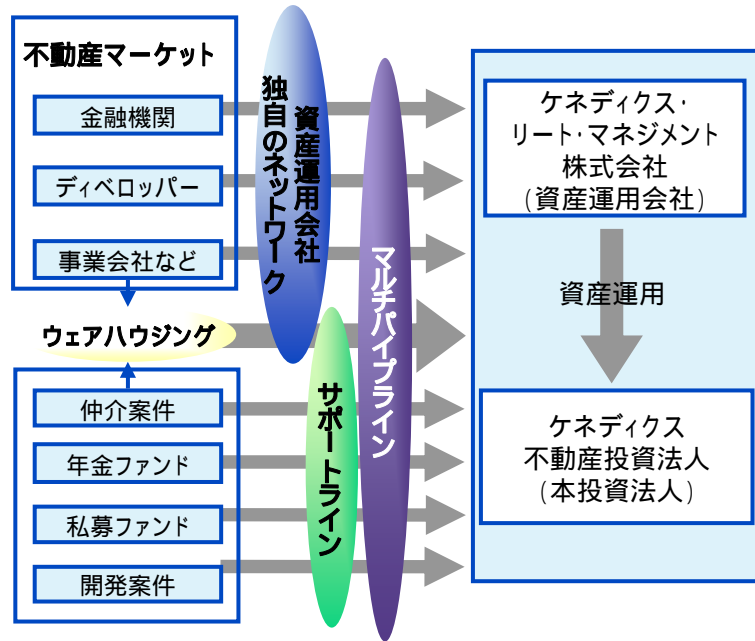 不動産マーケット
金融機関
ディベロッパー
事業会社など
ウェアハウジング
仲介案件
年金ファンド
私募ファンド
開発案件
資産運用会社
独自のネットワーク
サポートライン
マルチパイプライン
ケネディクス・
リート・マネジメント
株式会社
(資産運用会社)
資産運用
ケネディクス
不動産投資法人
(本投資法人)